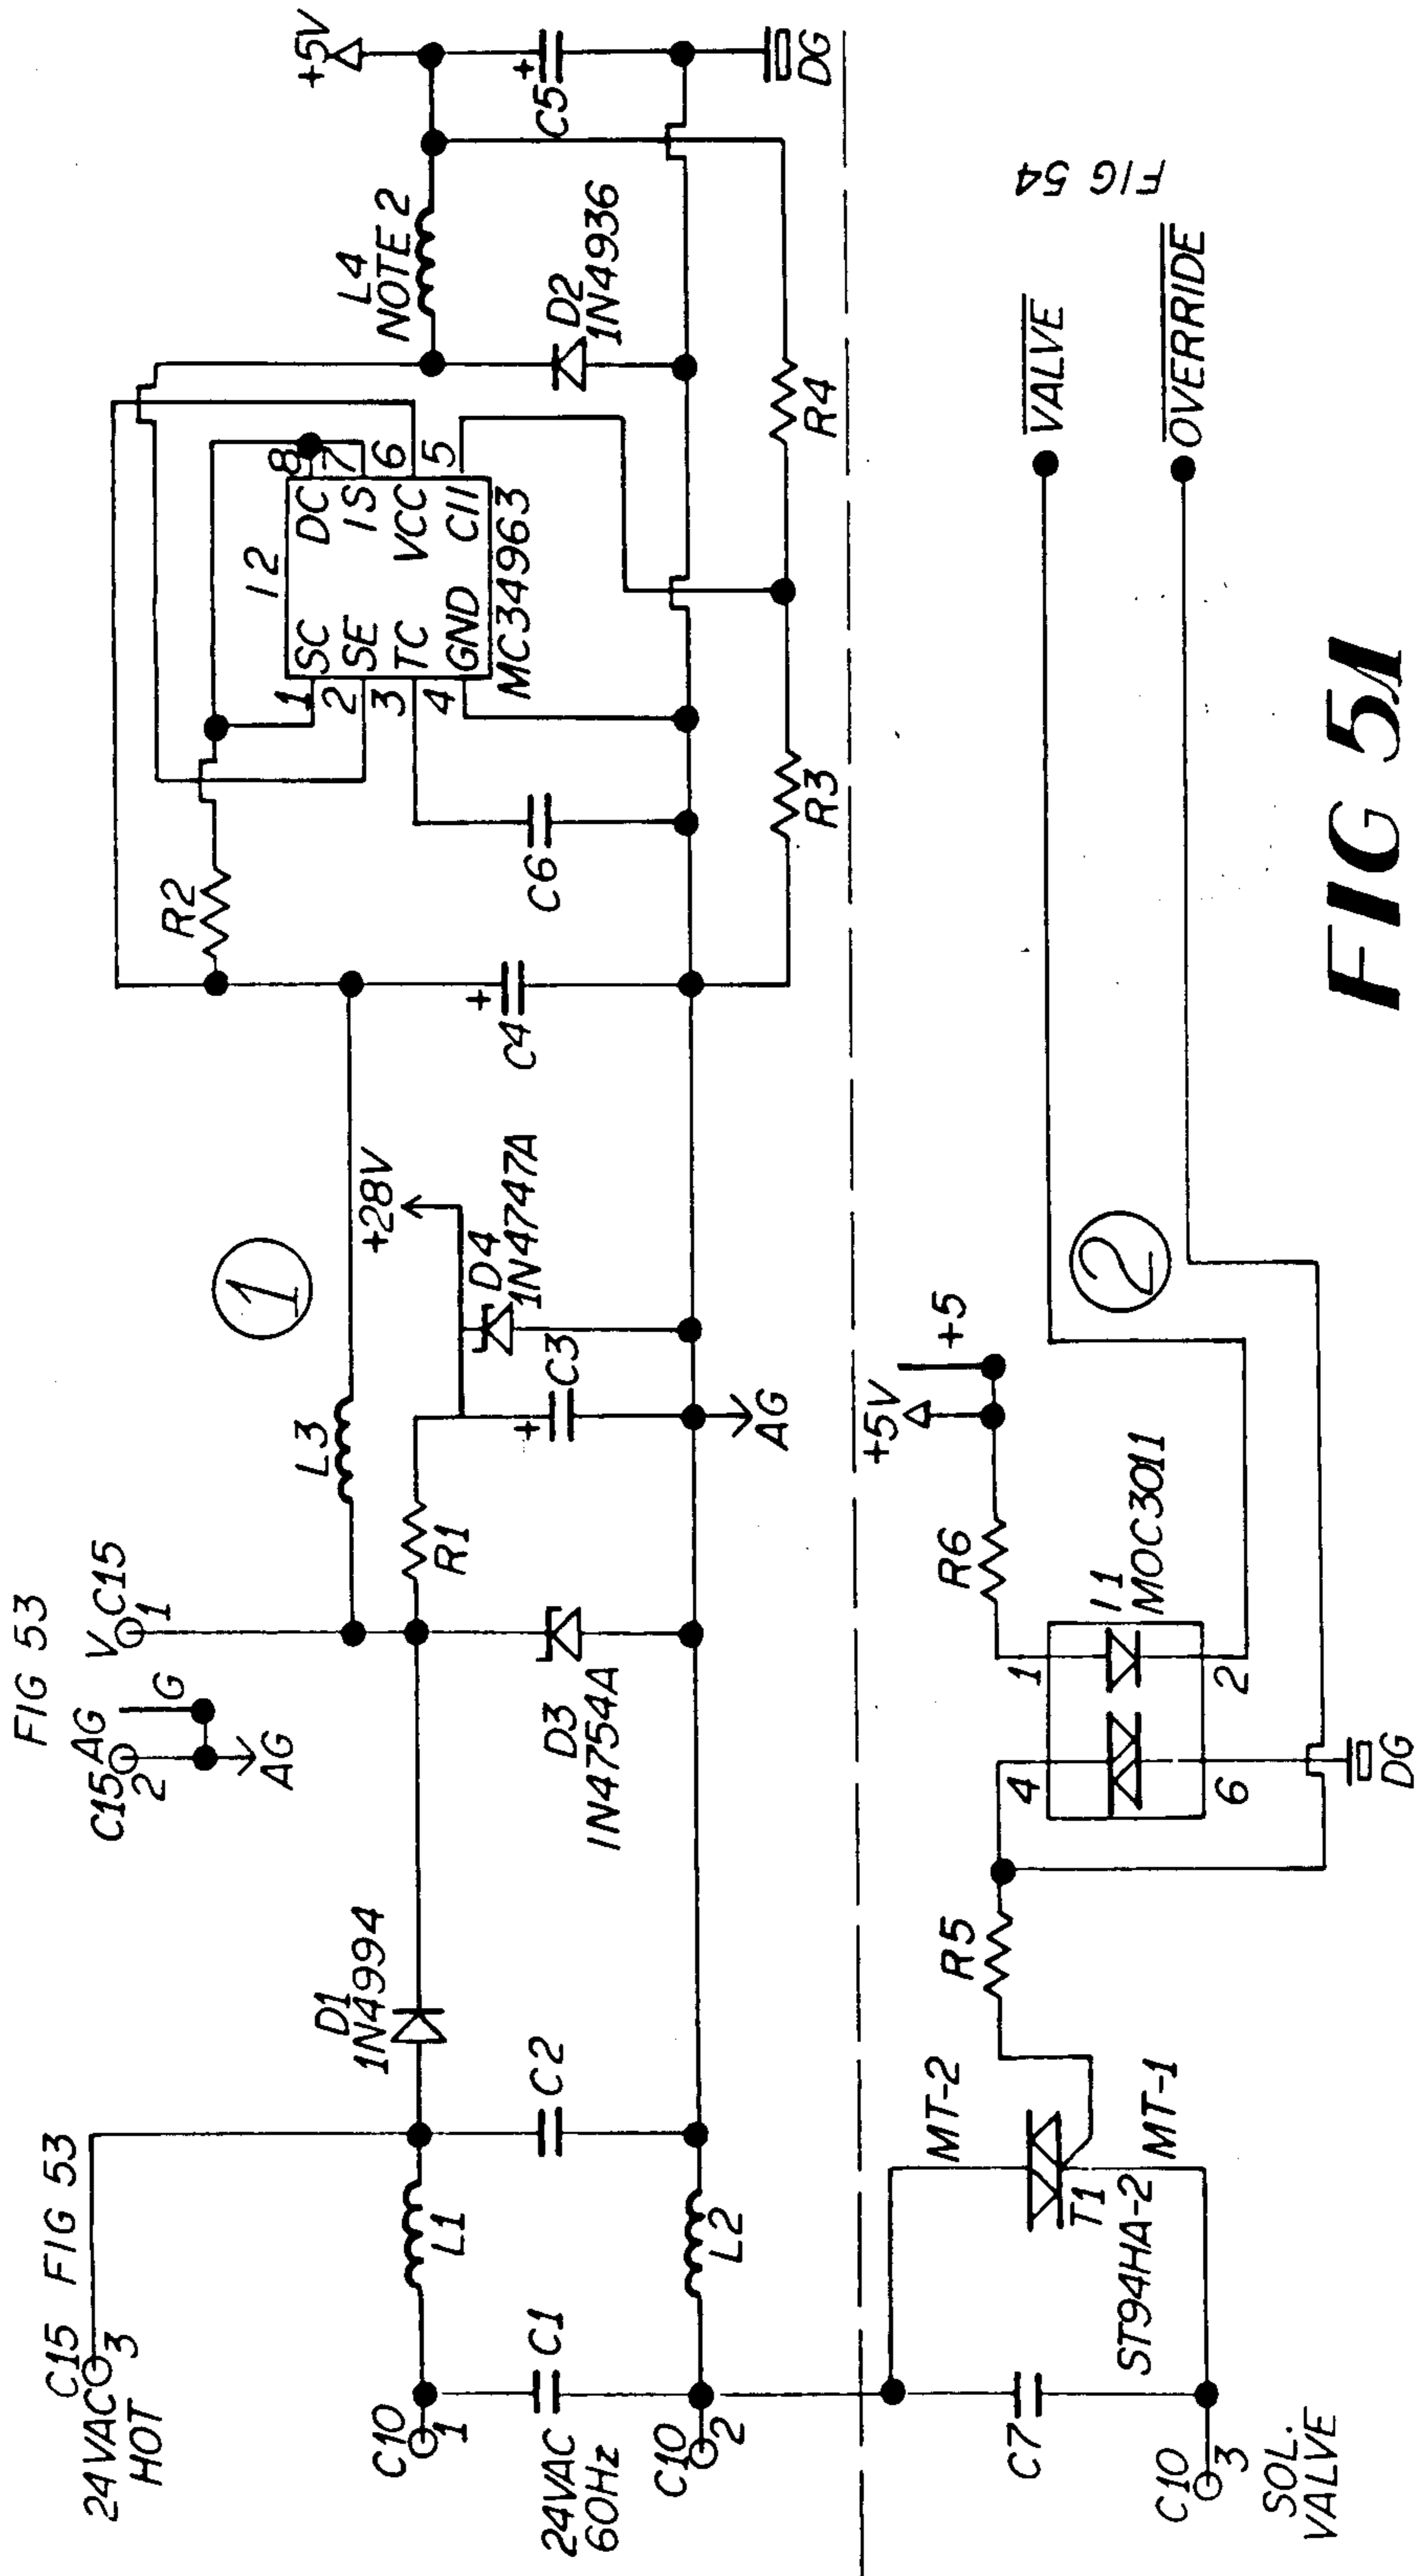 FIG 53
C15
24VAC
3
HOT
C15
AG
2
G
AG
FIG 53
V
C15
1
1
L3
R2
C10
1
L1
D1
1N4994
R1
+28V
D4
1N4747A
C3
+
AG
24VAC
60Hz
C1
C2
D3
1N4754A
C4
+
C6
C10
2
L2
12
1
SC
DC
8
2
SE
IS
7
3
TC
VCC
6
4
GND
CII
5
MC34963
L4
NOTE 2
D2
1N4936
+5V
C5
+
DG
R3
R4
C7
C10
3
SOL.
VALVE
MT-2
T1
ST94HA-2
MT-1
R5
4
1
6
2
I1
MOC3011
DG
R6
+5V
+5
2
VALVE
OVERRIDE
FIG 54
FIG 5A